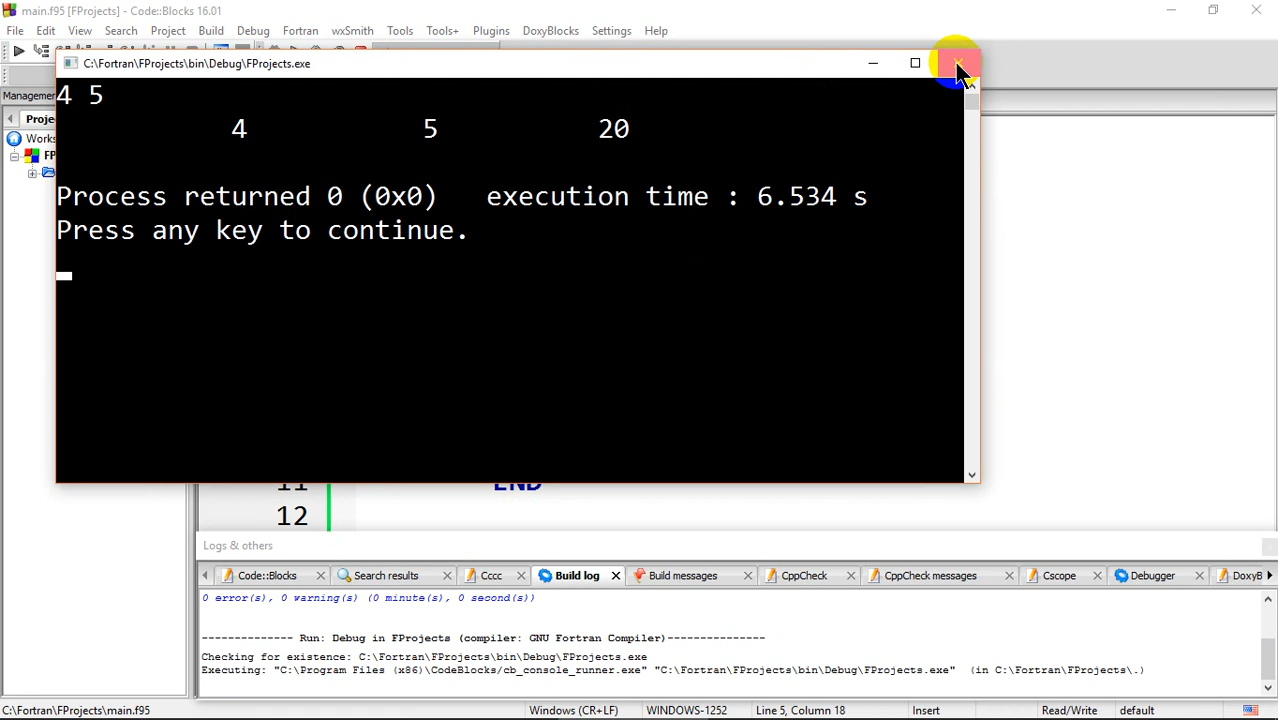 main.f95 [FProjects] - Code::Blocks 16.01
File Edit View Search Project Build Debug Fortran wxSmith Tools Tools+ Plugins DoxyBlocks Settings Help
C:\Fortran\FProjects\bin\Debug\FProjects.exe
4 5
4 5 20
Process returned 0 (0x0) execution time : 6.534 s
Press any key to continue.
Managemen
Proje
Works
FP
11 END
12
Logs & others
Code::Blocks Search results Cccc Build log Build messages CppCheck CppCheck messages Cscope Debugger DoxyB
0 error(s), 0 warning(s) (0 minute(s), 0 second(s))
-------------- Run: Debug in FProjects (compiler: GNU Fortran Compiler)---------------
Checking for existence: C:\Fortran\FProjects\bin\Debug\FProjects.exe
Executing: "C:\Program Files (x86)\CodeBlocks/cb_console_runner.exe" "C:\Fortran\FProjects\bin\Debug\FProjects.exe" (in C:\Fortran\FProjects\.)
C:\Fortran\FProjects\main.f95 Windows (CR+LF) WINDOWS-1252 Line 5, Column 18 Insert Read/Write default